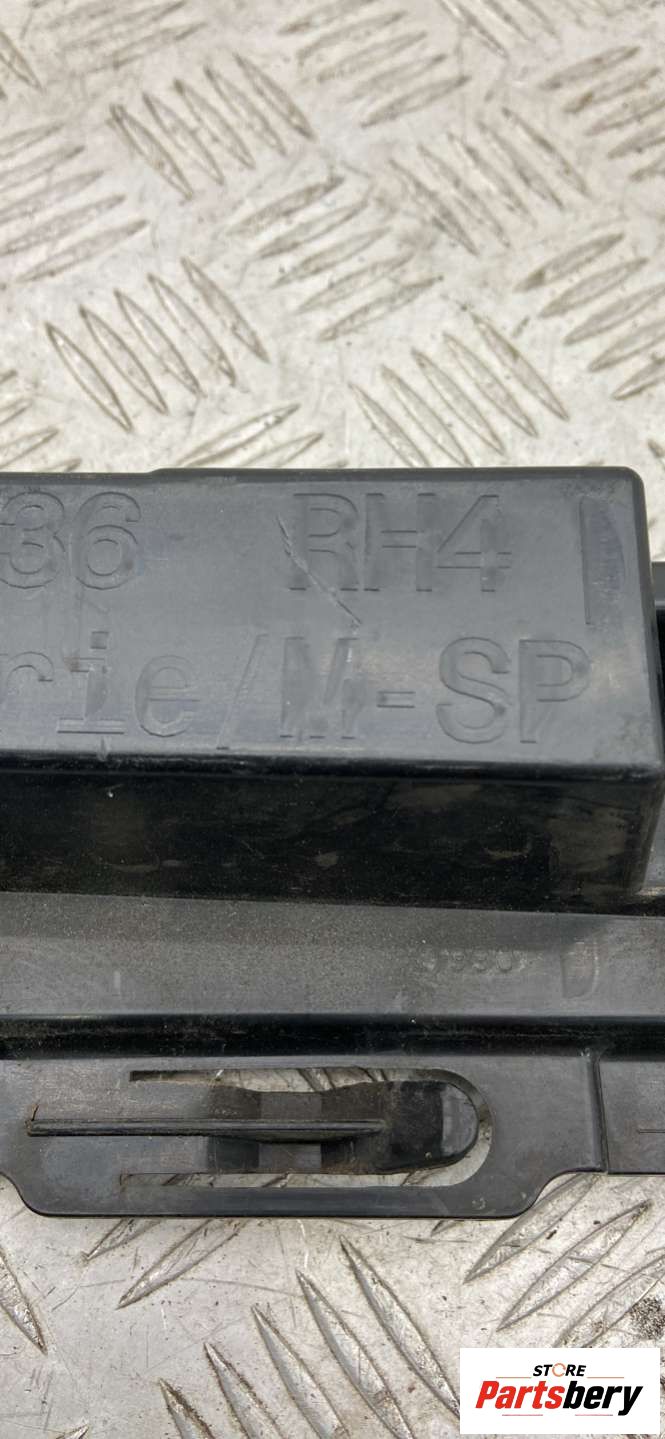 36 RH4
rie/M-SP
STORE
Partsbery